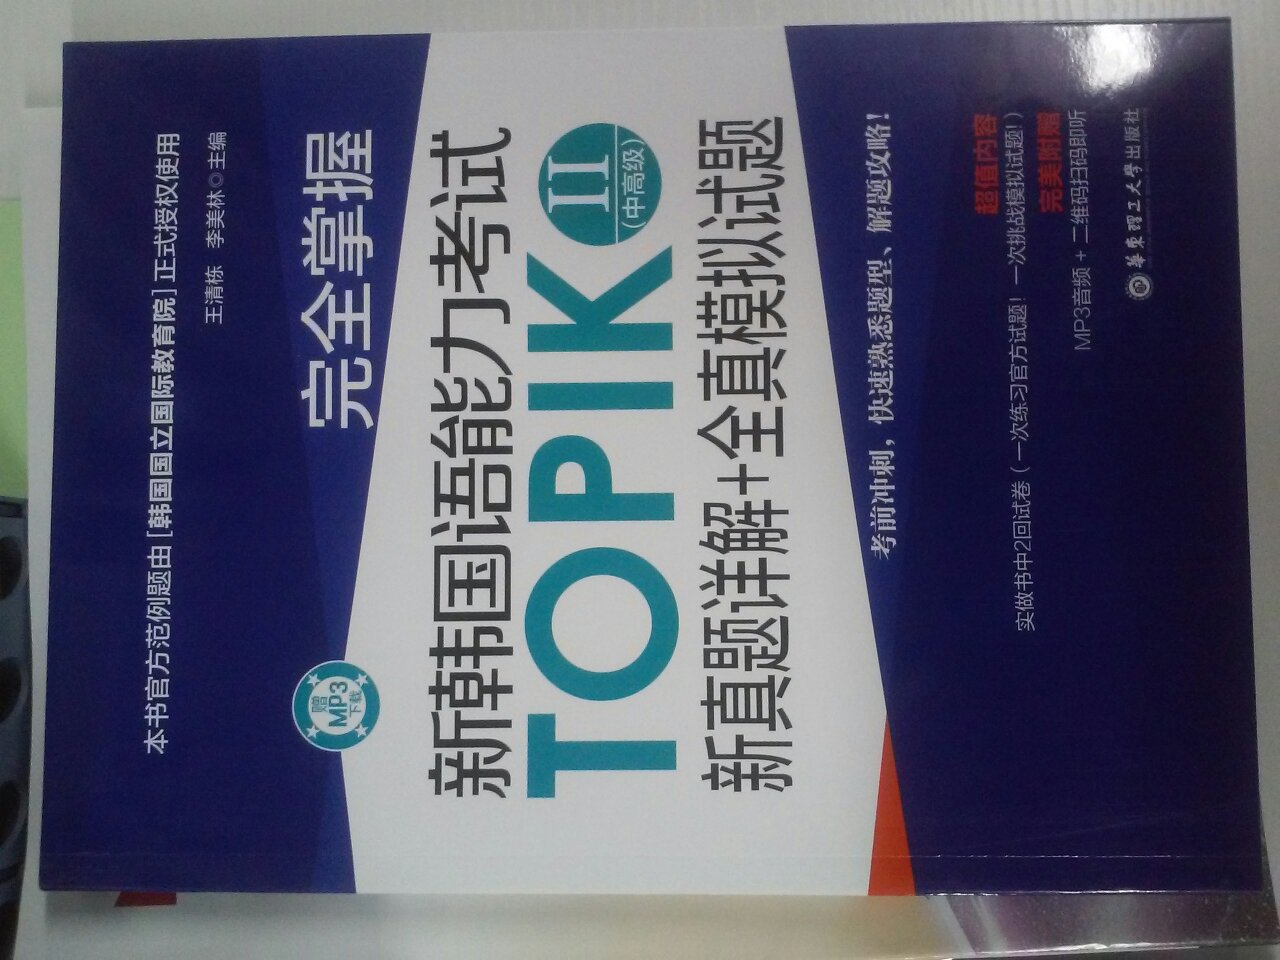 本书官方范例题由［韩国国立国际教育院］正式授权使用
王清栋 李美林◎主编
完全掌握
赠
MP3
下载
新韩国语能力考试
TOPIK II
(中高级)
新真题详解+全真模拟试题
考前冲刺，快速熟悉题型、解题攻略！
超值内容
实做书中2回试卷（一次练习官方试题！一次挑战模拟试题！）
完美附赠
MP3音频 + 二维码扫码即听
华东理工大学出版社